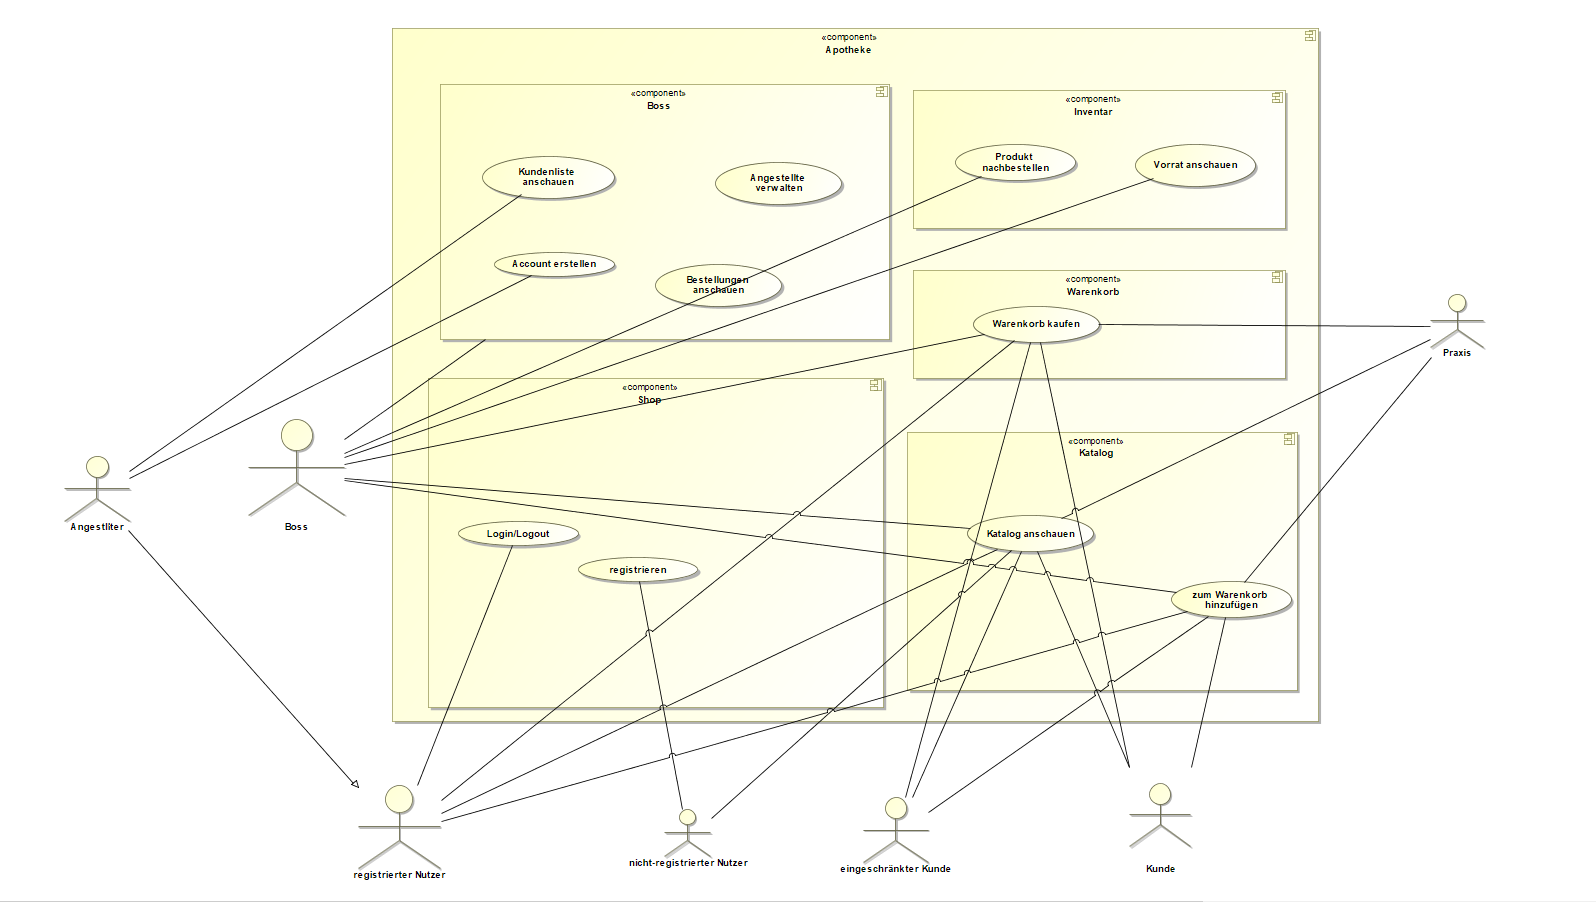 «component»
Apotheke
«component»
Boss
Kundenliste
anschauen
Angestellte
verwalten
Account erstellen
Bestellungen
anschauen
«component»
Inventar
Produkt
nachbestellen
Vorrat anschauen
«component»
Warenkorb
Warenkorb kaufen
Praxis
«component»
Shop
Login/Logout
registrieren
«component»
Katalog
Katalog anschauen
zum Warenkorb
hinzufügen
Angestllter
Boss
registrierter Nutzer
nicht-registrierter Nutzer
eingeschränkter Kunde
Kunde